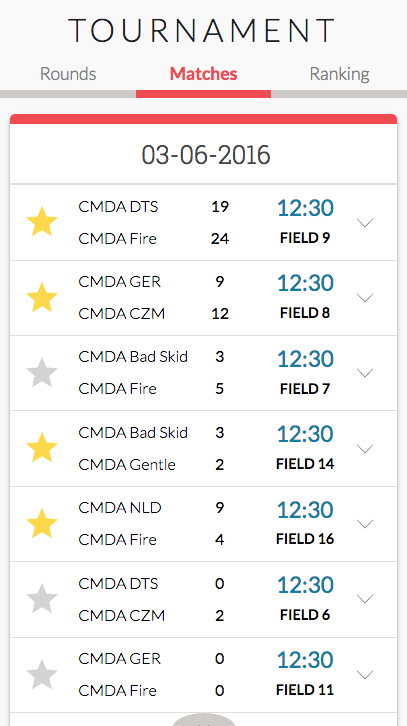 TOURNAMENT
Rounds Matches Ranking
03-06-2016
CMDA DTS 19 12:30
CMDA Fire 24 FIELD 9
CMDA GER 9 12:30
CMDA CZM 12 FIELD 8
CMDA Bad Skid 3 12:30
CMDA Fire 5 FIELD 7
CMDA Bad Skid 3 12:30
CMDA Gentle 2 FIELD 14
CMDA NLD 9 12:30
CMDA Fire 4 FIELD 16
CMDA DTS 0 12:30
CMDA CZM 2 FIELD 6
CMDA GER 0 12:30
CMDA Fire 0 FIELD 11